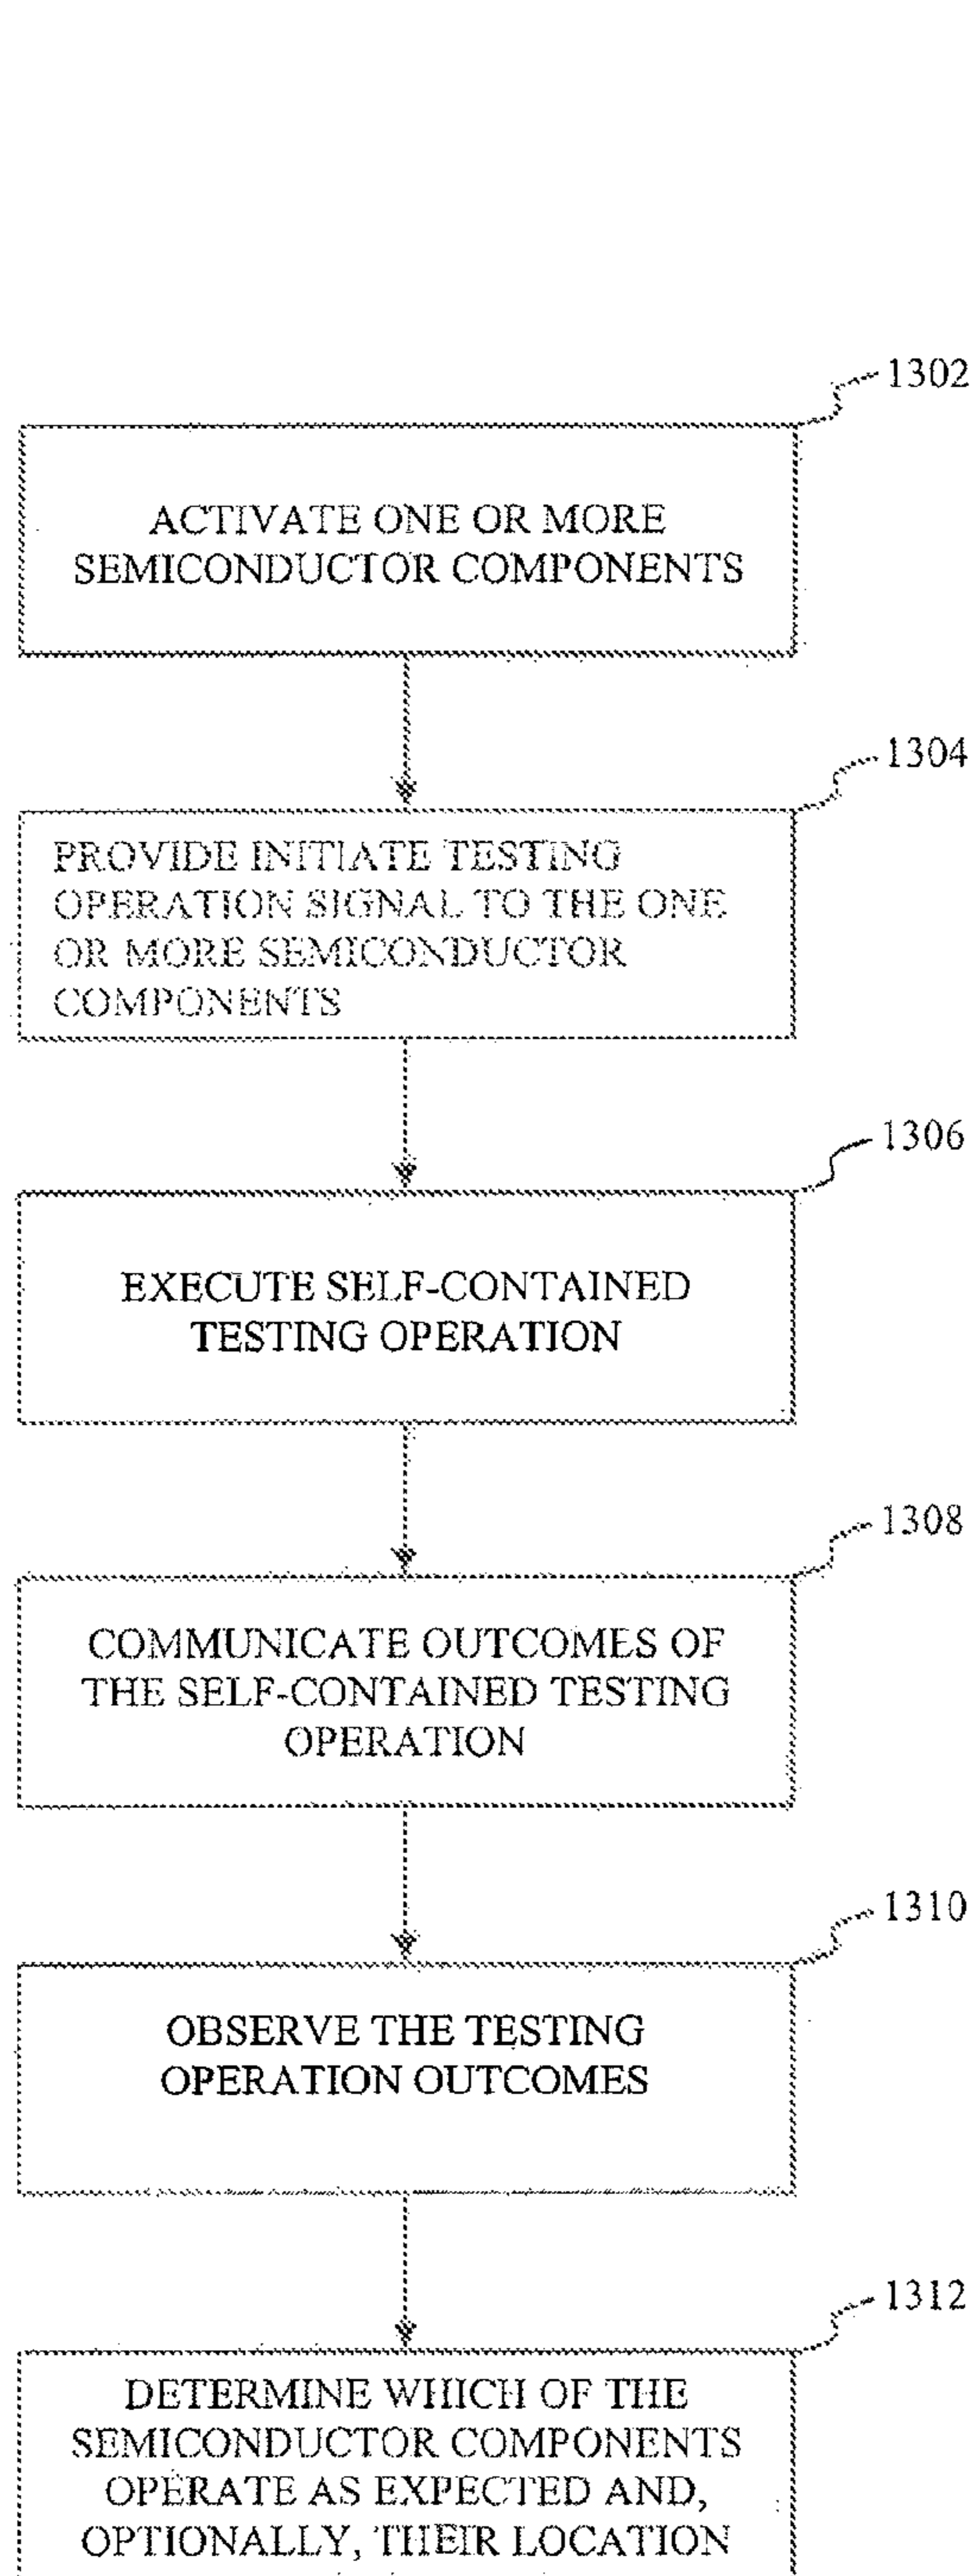 1302
ACTIVATE ONE OR MORE
SEMICONDUCTOR COMPONENTS
1304
PROVIDE INITIATE TESTING
OPERATION SIGNAL TO THE ONE
OR MORE SEMICONDUCTOR
COMPONENTS
1306
EXECUTE SELF-CONTAINED
TESTING OPERATION
1308
COMMUNICATE OUTCOMES OF
THE SELF-CONTAINED TESTING
OPERATION
1310
OBSERVE THE TESTING
OPERATION OUTCOMES
1312
DETERMINE WHICH OF THE
SEMICONDUCTOR COMPONENTS
OPERATE AS EXPECTED AND,
OPTIONALLY, THEIR LOCATION